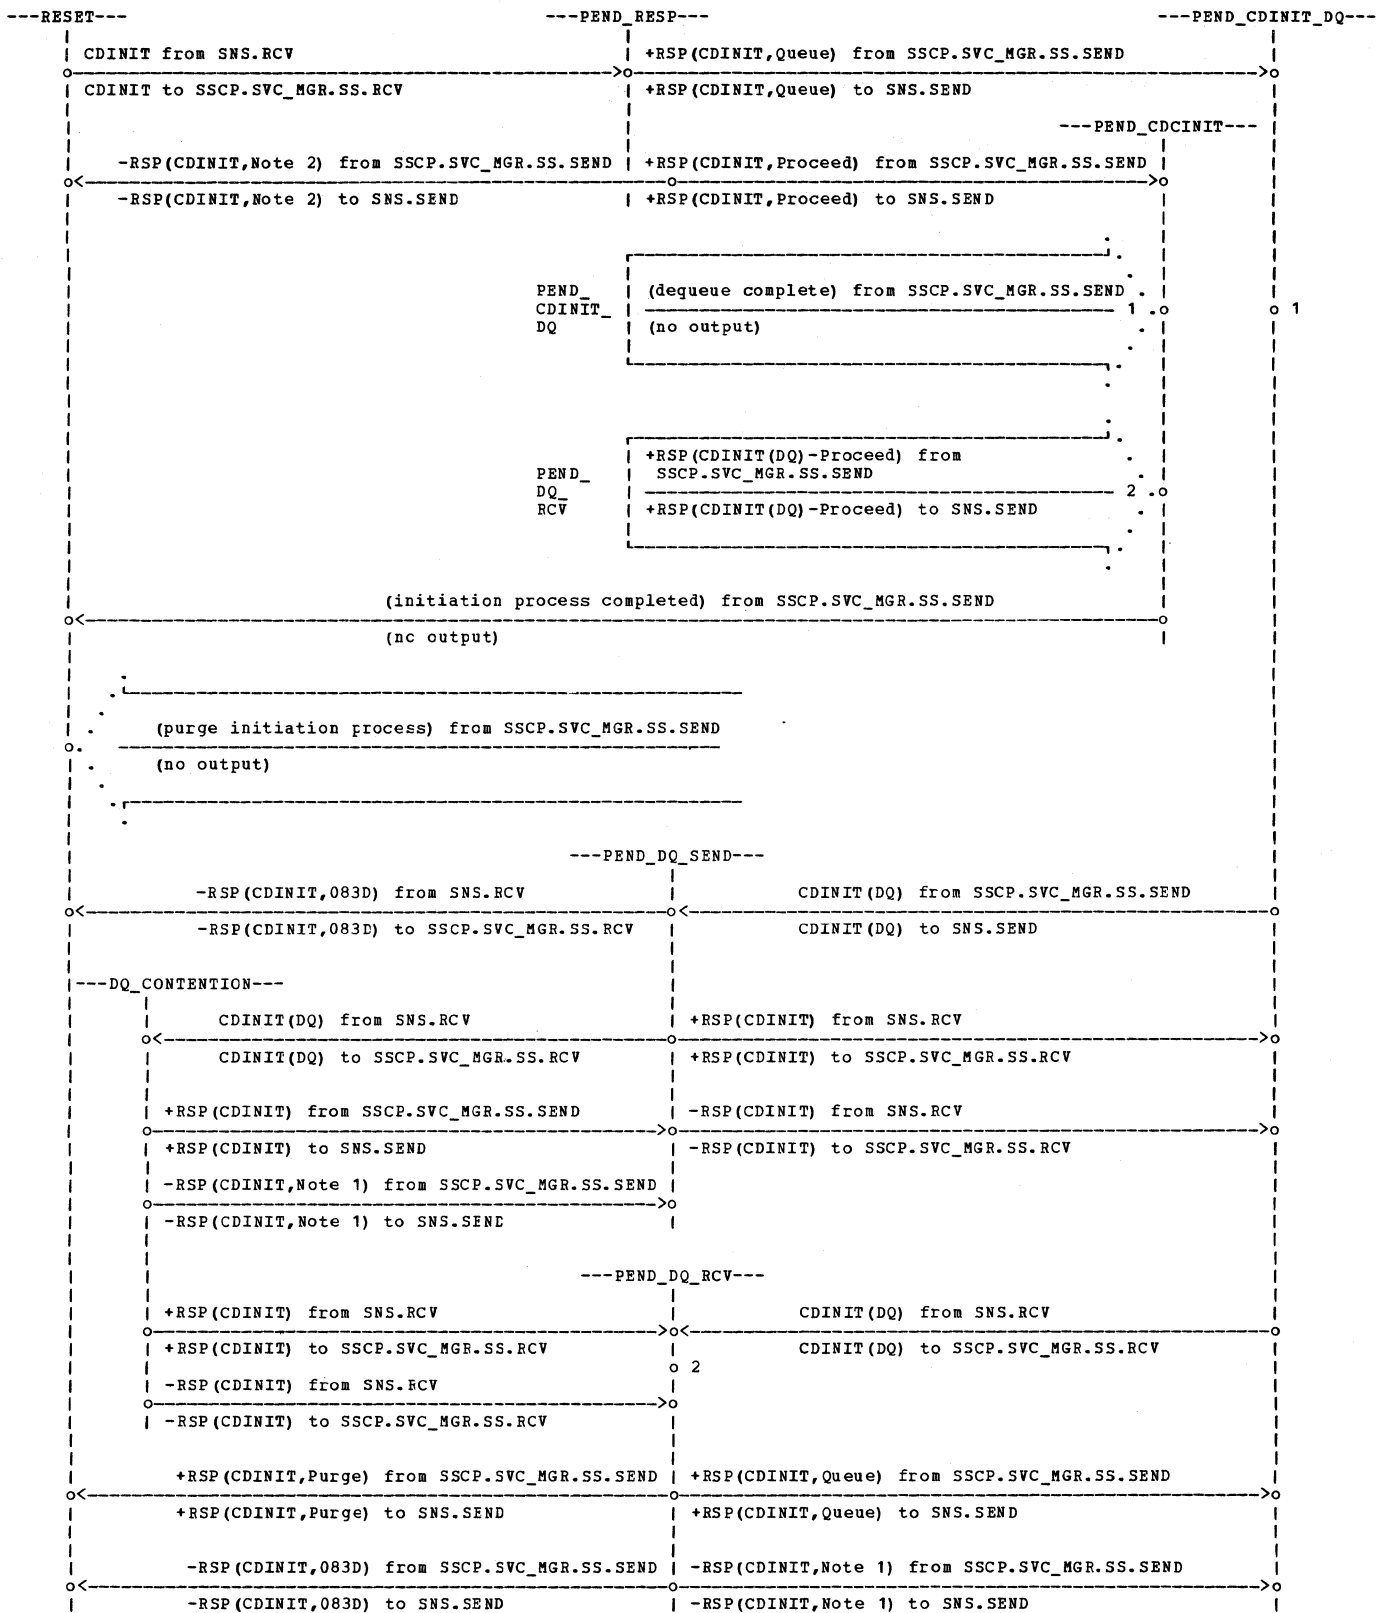 ---RESET--- ---PEND_RESP--- ---PEND_CDINIT_DQ---
CDINIT from SNS.RCV +RSP(CDINIT,Queue) from SSCP.SVC_MGR.SS.SEND
CDINIT to SSCP.SVC_MGR.SS.RCV +RSP(CDINIT,Queue) to SNS.SEND
---PEND_CDCINIT---
-RSP(CDINIT,Note 2) from SSCP.SVC_MGR.SS.SEND +RSP(CDINIT,Proceed) from SSCP.SVC_MGR.SS.SEND
-RSP(CDINIT,Note 2) to SNS.SEND +RSP(CDINIT,Proceed) to SNS.SEND
PEND_ (dequeue complete) from SSCP.SVC_MGR.SS.SEND
CDINIT_ 1 1
DQ (no output)
+RSP(CDINIT(DQ)-Proceed) from
PEND_ SSCP.SVC_MGR.SS.SEND
DQ_ 2
RCV +RSP(CDINIT(DQ)-Proceed) to SNS.SEND
(initiation process completed) from SSCP.SVC_MGR.SS.SEND
(nc output)
(purge initiation process) from SSCP.SVC_MGR.SS.SEND
(no output)
---PEND_DQ_SEND---
-RSP(CDINIT,083D) from SNS.RCV CDINIT(DQ) from SSCP.SVC_MGR.SS.SEND
-RSP(CDINIT,083D) to SSCP.SVC_MGR.SS.RCV CDINIT(DQ) to SNS.SEND
---DQ_CONTENTION---
CDINIT(DQ) from SNS.RCV +RSP(CDINIT) from SNS.RCV
CDINIT(DQ) to SSCP.SVC_MGR.SS.RCV +RSP(CDINIT) to SSCP.SVC_MGR.SS.RCV
+RSP(CDINIT) from SSCP.SVC_MGR.SS.SEND -RSP(CDINIT) from SNS.RCV
+RSP(CDINIT) to SNS.SEND -RSP(CDINIT) to SSCP.SVC_MGR.SS.RCV
-RSP(CDINIT,Note 1) from SSCP.SVC_MGR.SS.SEND
-RSP(CDINIT,Note 1) to SNS.SEND
---PEND_DQ_RCV---
+RSP(CDINIT) from SNS.RCV CDINIT(DQ) from SNS.RCV
+RSP(CDINIT) to SSCP.SVC_MGR.SS.RCV CDINIT(DQ) to SSCP.SVC_MGR.SS.RCV
2
-RSP(CDINIT) from SNS.RCV
-RSP(CDINIT) to SSCP.SVC_MGR.SS.RCV
+RSP(CDINIT,Purge) from SSCP.SVC_MGR.SS.SEND +RSP(CDINIT,Queue) from SSCP.SVC_MGR.SS.SEND
+RSP(CDINIT,Purge) to SNS.SEND +RSP(CDINIT,Queue) to SNS.SEND
-RSP(CDINIT,083D) from SSCP.SVC_MGR.SS.SEND -RSP(CDINIT,Note 1) from SSCP.SVC_MGR.SS.SEND
-RSP(CDINIT,083D) to SNS.SEND -RSP(CDINIT,Note 1) to SNS.SEND